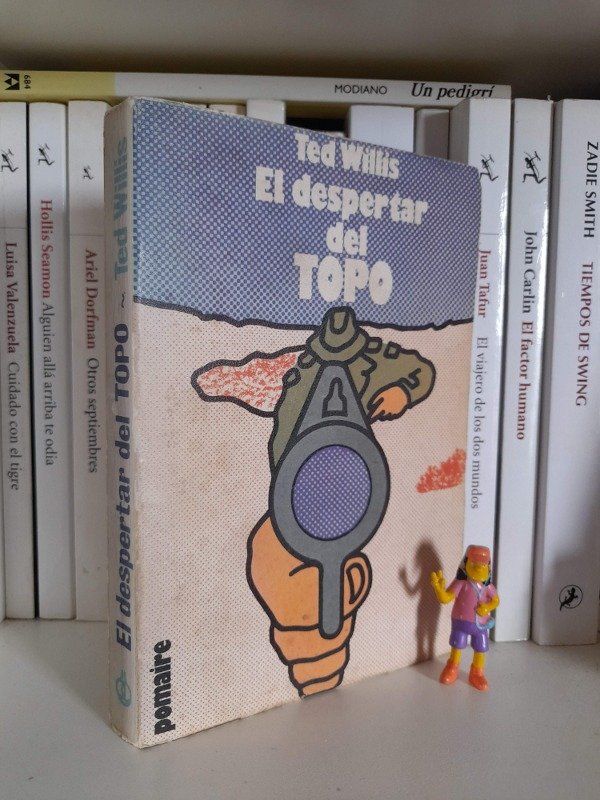 684
MODIANO Un pedigrí
Luisa Valenzuela Cuidado con el tigre
Hollis Seamon Alguien allá arriba te odia
Ariel Dorfman Otros septiembres
El despertar del TOPO ~ Ted Willis
Ted Willis
El despertar
del
TOPO
pomaire
Juan Tafur El viajero de los dos mundos
John Carlin El factor humano
ZADIE SMITH TIEMPOS DE SWING